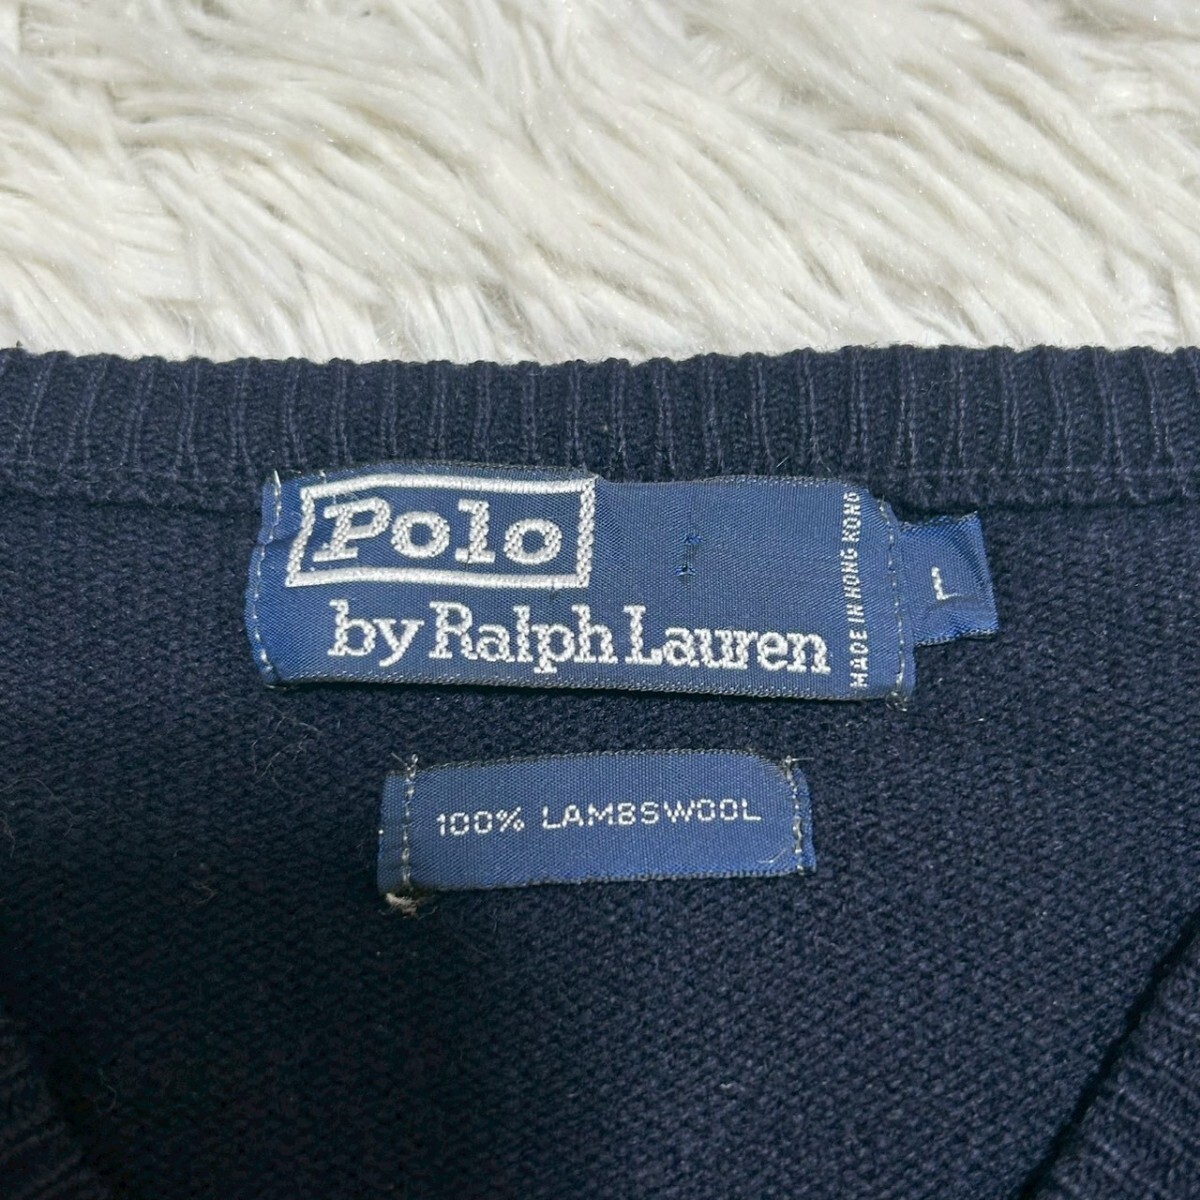 Polo
by Ralph Lauren
MADE IN HONG KONG
L
100% LAMBSWOOL